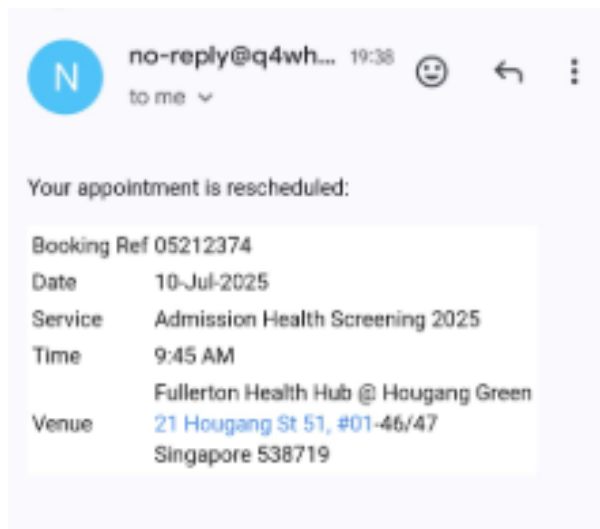 N
no-reply@q4wh... 19:38
to me
Your appointment is rescheduled:
Booking Ref 05212374
Date 10-Jul-2025
Service Admission Health Screening 2025
Time 9:45 AM
Fullerton Health Hub @ Hougang Green
Venue 21 Hougang St 51, #01-46/47
Singapore 538719